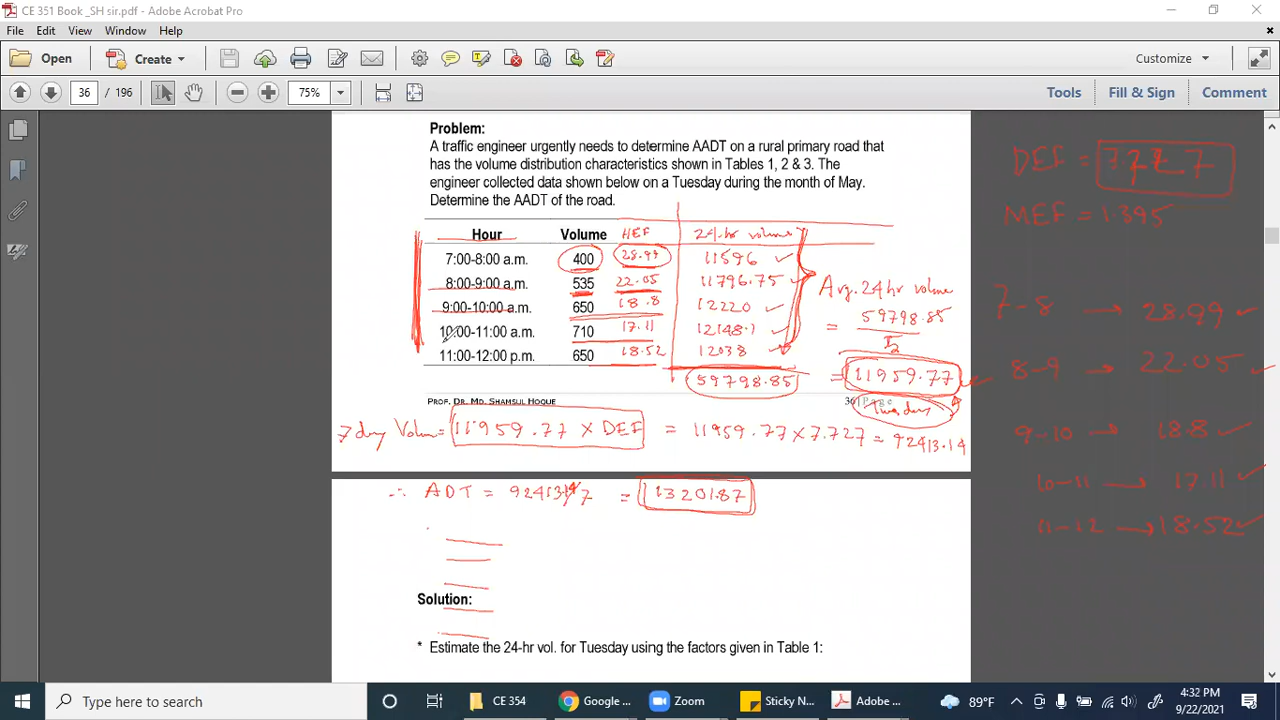 CE 351 Book _SH sir.pdf - Adobe Acrobat Pro
File Edit View Window Help
Open Create Customize
36 / 196 75% Tools Fill & Sign Comment
Problem:
A traffic engineer urgently needs to determine AADT on a rural primary road that
has the volume distribution characteristics shown in Tables 1, 2 & 3. The
engineer collected data shown below on a Tuesday during the month of May.
Determine the AADT of the road.
Hour Volume HEF 24-hr volume
7:00-8:00 a.m. 400 28.99 11596
8:00-9:00 a.m. 535 22.05 11796.75
9:00-10:00 a.m. 650 18.8 12220
10:00-11:00 a.m. 710 17.11 12148.1
11:00-12:00 p.m. 650 18.52 12038
59798.85
Avg. 24 hr volume
= 59798.85 / 5
= 11959.77
Tuesday
PROF. DR. MD. SHAMSUL HOQUE 36 | Page
7 day Volume = 11959.77 × DEF = 11959.77 × 7.727 = 92413.14
∴ ADT = 92413.14/7 = 13201.87
Solution:
* Estimate the 24-hr vol. for Tuesday using the factors given in Table 1:
DEF = 7.727
MEF = 1.395
7-8 → 28.99
8-9 → 22.05
9-10 → 18.8
10-11 → 17.11
11-12 → 18.52
Type here to search CE 354 Google ... Zoom Sticky N... Adobe ... 89°F 4:32 PM
9/22/2021